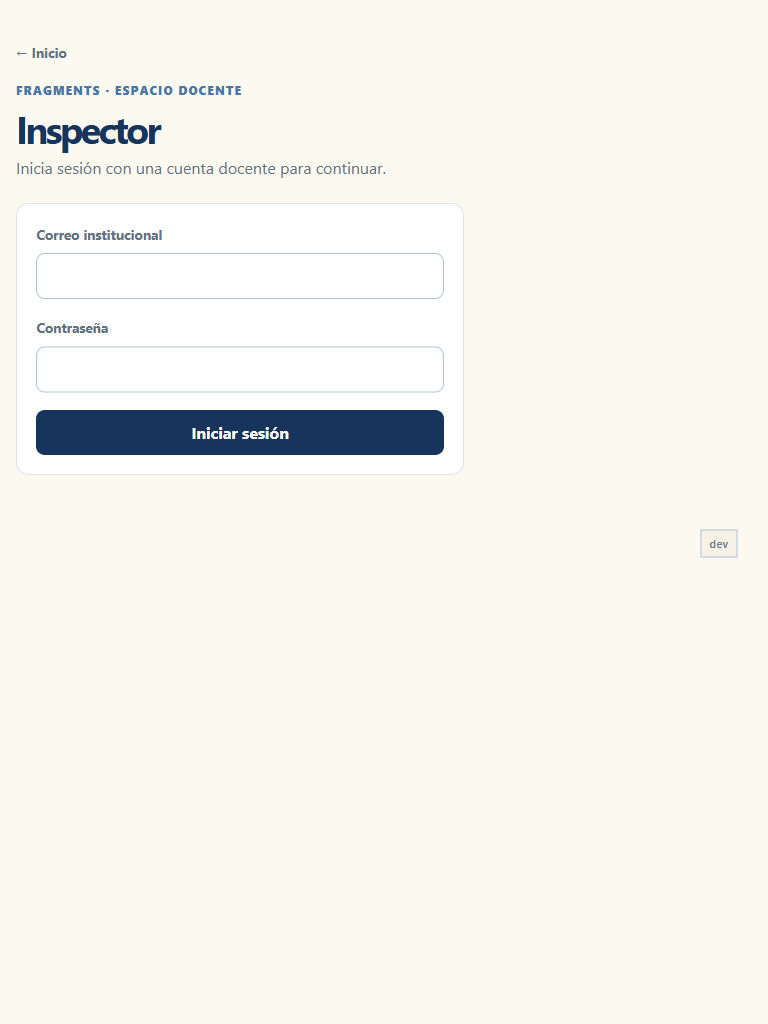 ← Inicio
FRAGMENTS · ESPACIO DOCENTE
Inspector
Inicia sesión con una cuenta docente para continuar.
Correo institucional
Contraseña
Iniciar sesión
dev